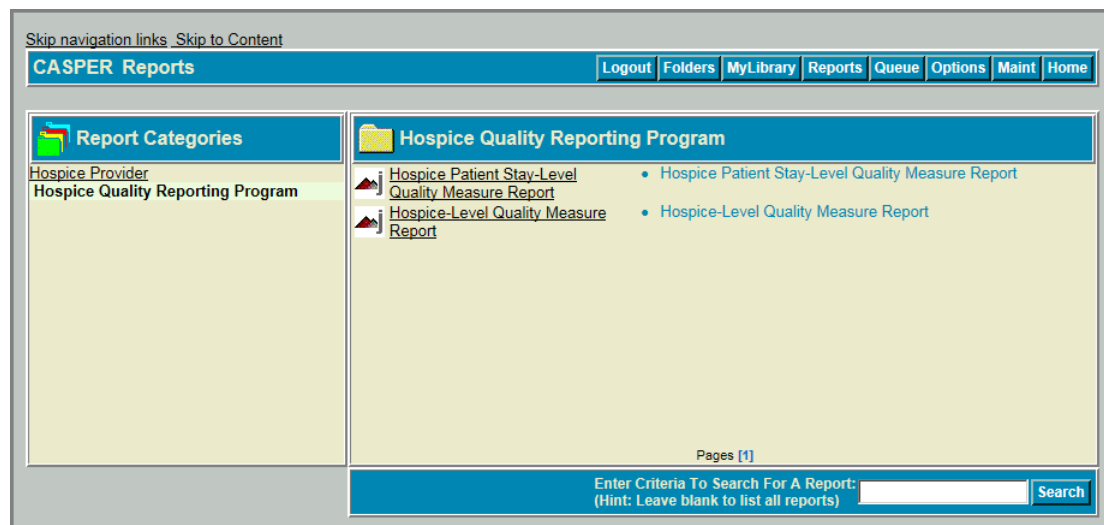 Skip navigation links  Skip to Content
CASPER Reports
Logout Folders MyLibrary Reports Queue Options Maint Home
Report Categories
Hospice Provider
Hospice Quality Reporting Program
Hospice Quality Reporting Program
Hospice Patient Stay-Level
Quality Measure Report
• Hospice Patient Stay-Level Quality Measure Report
Hospice-Level Quality Measure
Report
• Hospice-Level Quality Measure Report
Pages [1]
Enter Criteria To Search For A Report:
(Hint: Leave blank to list all reports)
Search